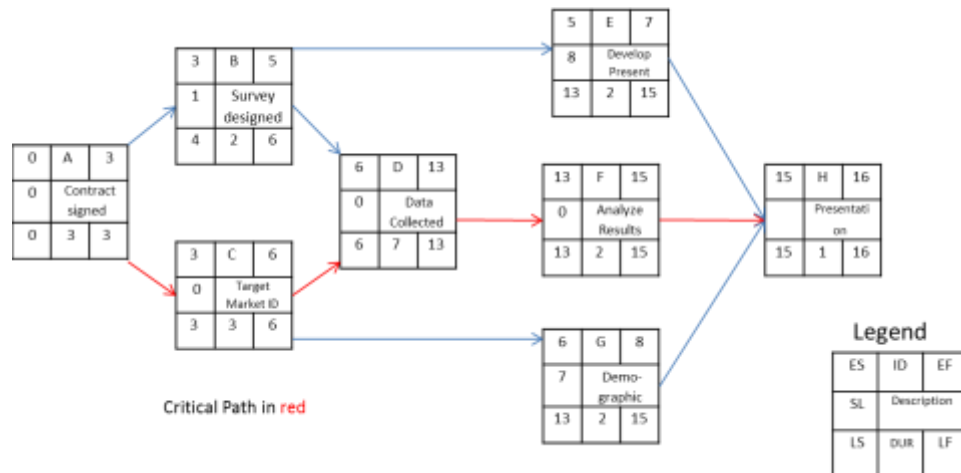 5 E 7
8 Develop
Present
13 2 15
3 B 5
1 Survey
designed
4 2 6
0 A 3
0 Contract
signed
0 3 3
6 D 13
0 Data
Collected
6 7 13
13 F 15
0 Analyze
Results
13 2 15
15 H 16
Presentati
on
15 1 16
3 C 6
0 Target
Market ID
3 3 6
6 G 8
7 Demo-
graphic
13 2 15
Critical Path in red
Legend
ES ID EF
SL Description
LS DUR LF